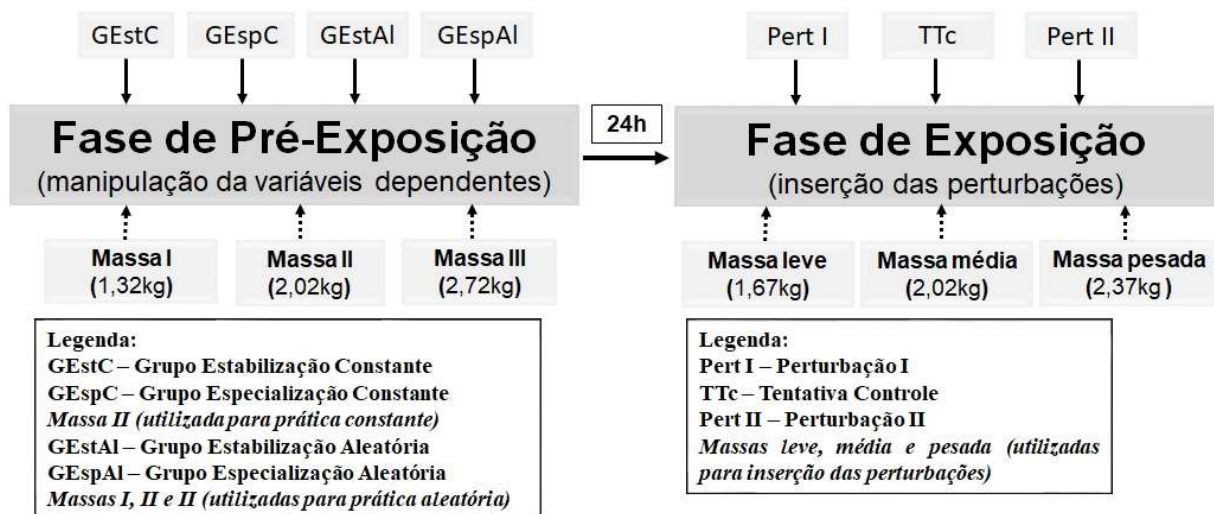 GEstC GEspC GEstAl GEspAl
Fase de Pré-Exposição
(manipulação da variáveis dependentes)
Massa I
(1,32kg)
Massa II
(2,02kg)
Massa III
(2,72kg)
Legenda:
GEstC – Grupo Estabilização Constante
GEspC – Grupo Especialização Constante
Massa II (utilizada para prática constante)
GEstAl – Grupo Estabilização Aleatória
GEspAl – Grupo Especialização Aleatória
Massas I, II e II (utilizadas para prática aleatória)
24h
Pert I TTc Pert II
Fase de Exposição
(inserção das perturbações)
Massa leve
(1,67kg)
Massa média
(2,02kg)
Massa pesada
(2,37kg )
Legenda:
Pert I – Perturbação I
TTc – Tentativa Controle
Pert II – Perturbação II
Massas leve, média e pesada (utilizadas
para inserção das perturbações)